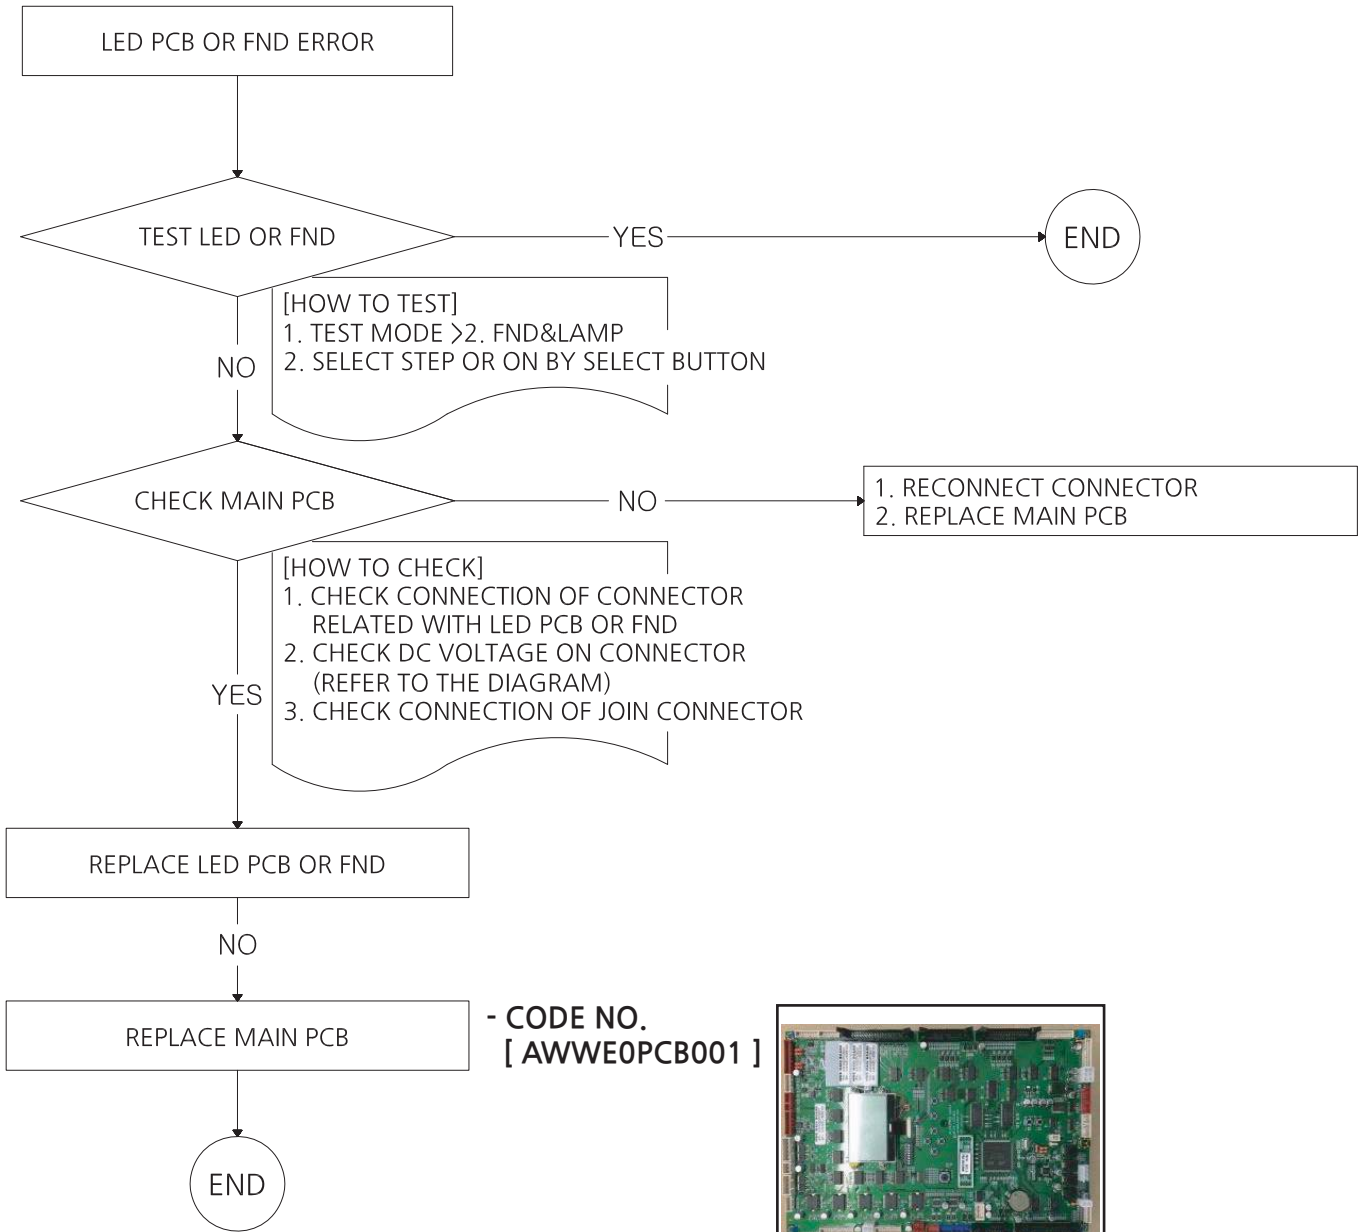 LED PCB OR FND ERROR
TEST LED OR FND
YES
END
[HOW TO TEST]
1. TEST MODE >2. FND&LAMP
2. SELECT STEP OR ON BY SELECT BUTTON
NO
CHECK MAIN PCB
NO
1. RECONNECT CONNECTOR
2. REPLACE MAIN PCB
[HOW TO CHECK]
1. CHECK CONNECTION OF CONNECTOR
RELATED WITH LED PCB OR FND
2. CHECK DC VOLTAGE ON CONNECTOR
(REFER TO THE DIAGRAM)
3. CHECK CONNECTION OF JOIN CONNECTOR
YES
REPLACE LED PCB OR FND
NO
REPLACE MAIN PCB
- CODE NO.
[ AWWE0PCB001 ]
END